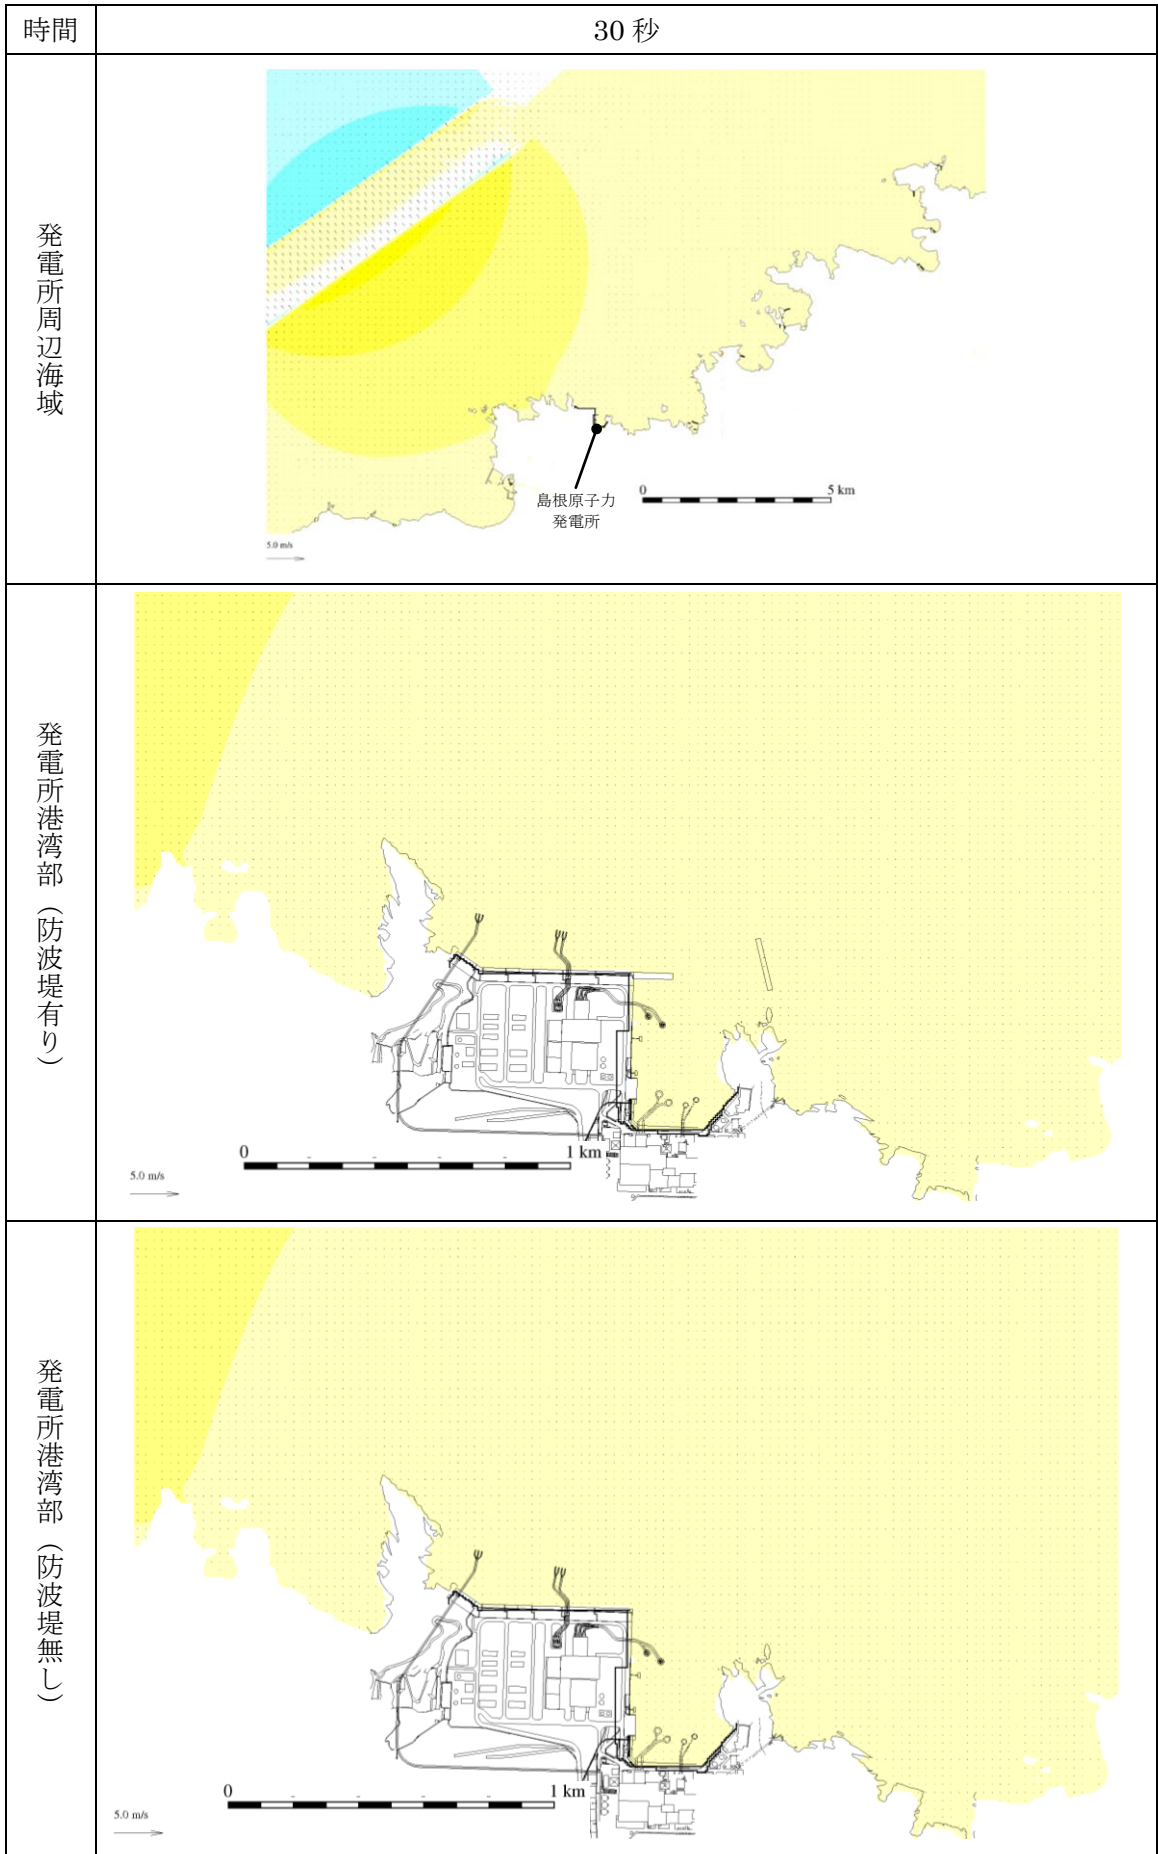 時間
30 秒
発電所周辺海域
島根原子力
発電所
0
5 km
5.0 m/s
発電所港湾部（防波堤有り）
0
1 km
5.0 m/s
発電所港湾部（防波堤無し）
0
1 km
5.0 m/s